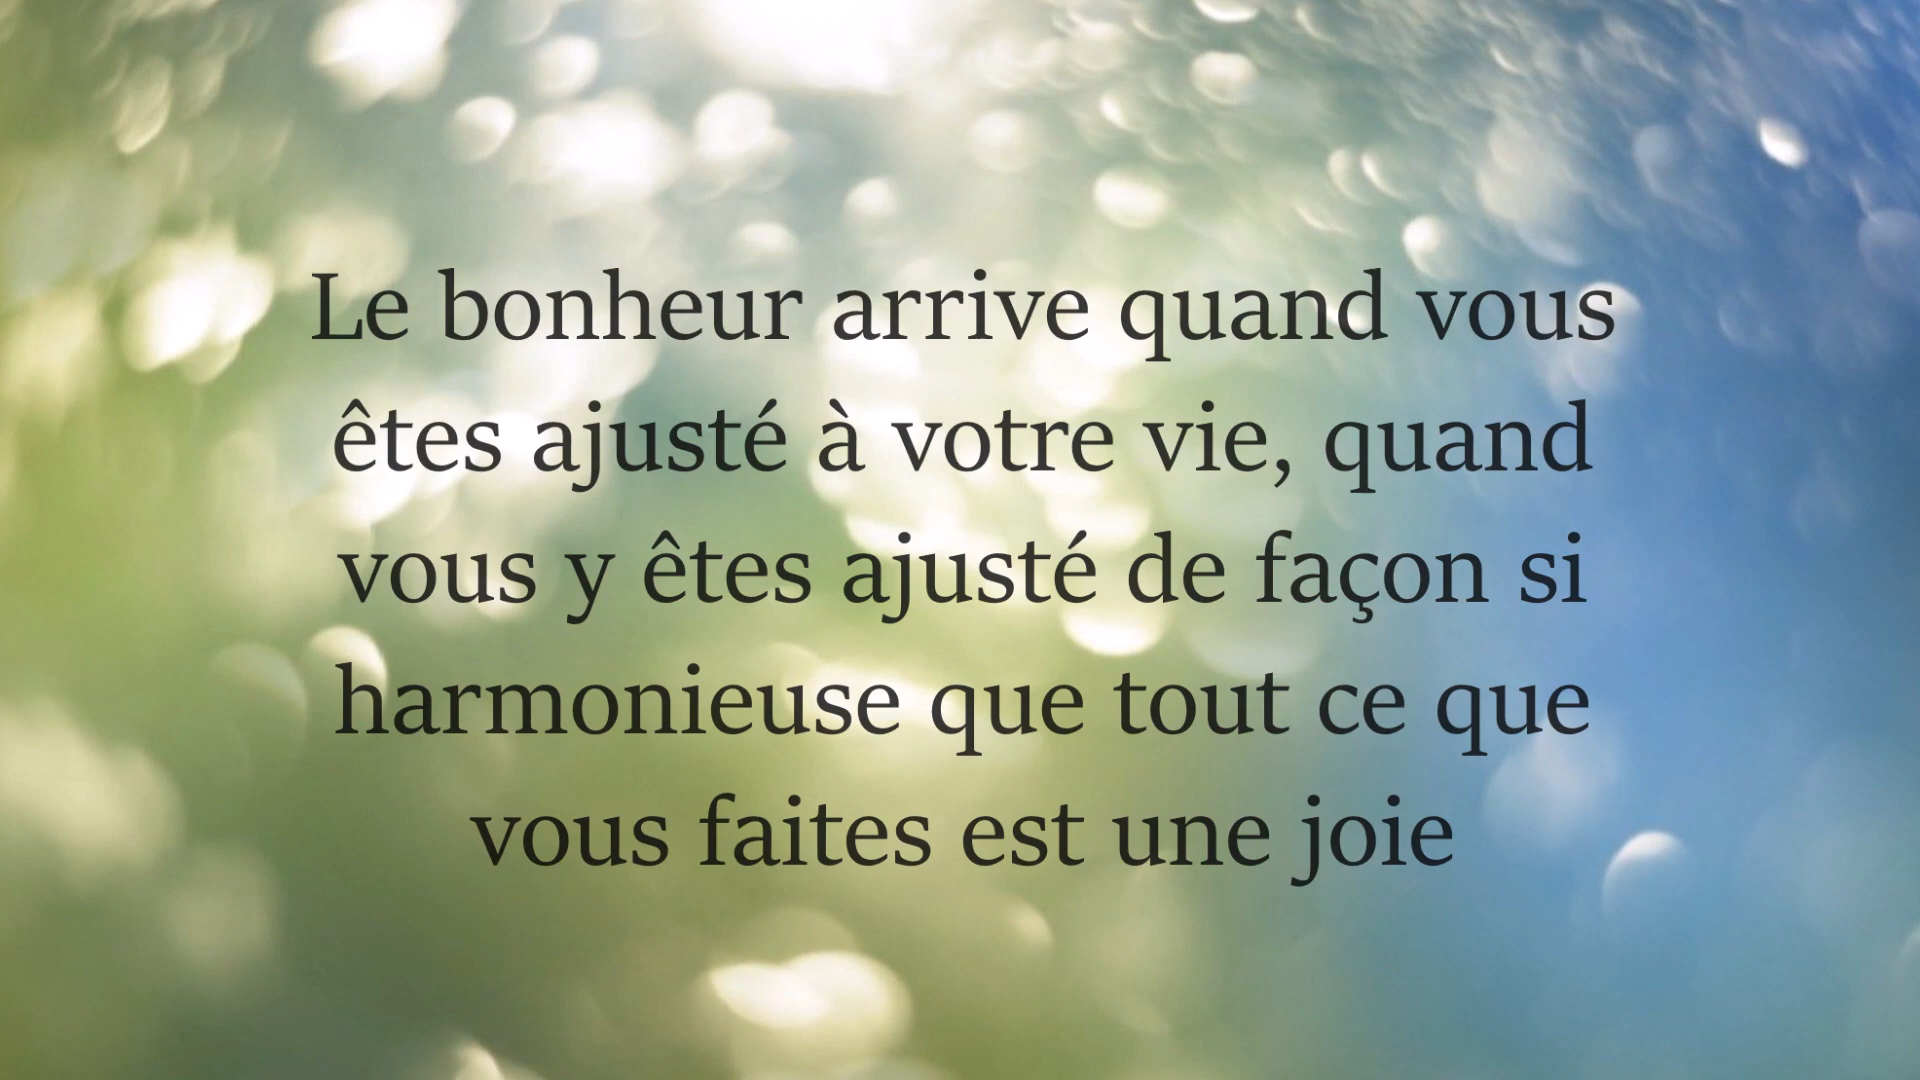 Le bonheur arrive quand vous
êtes ajusté à votre vie, quand
vous y êtes ajusté de façon si
harmonieuse que tout ce que
vous faites est une joie